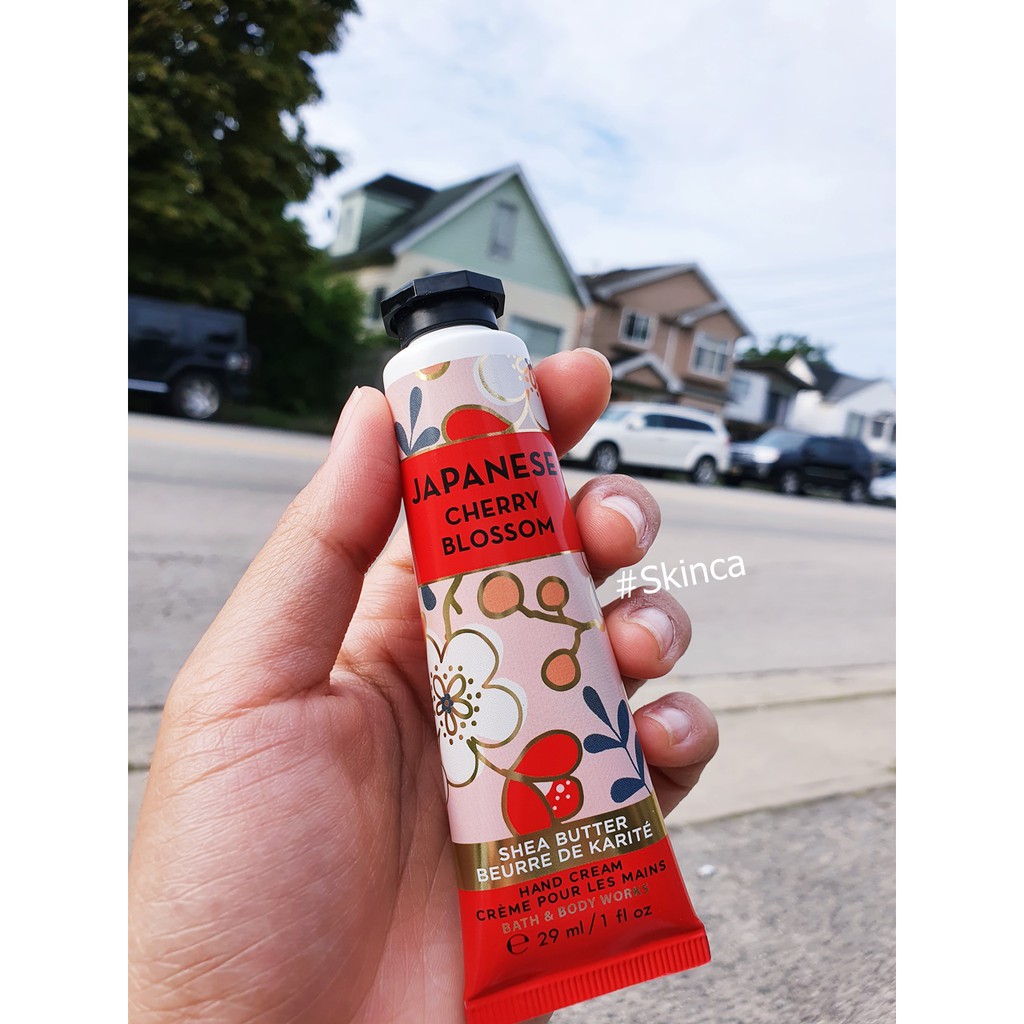 JAPANESE
CHERRY
BLOSSOM
#Skinca
SHEA BUTTER
BEURRE DE KARITÉ
HAND CREAM
CRÈME POUR LES MAINS
BATH & BODY WORKS
e 29 ml / 1 fl oz